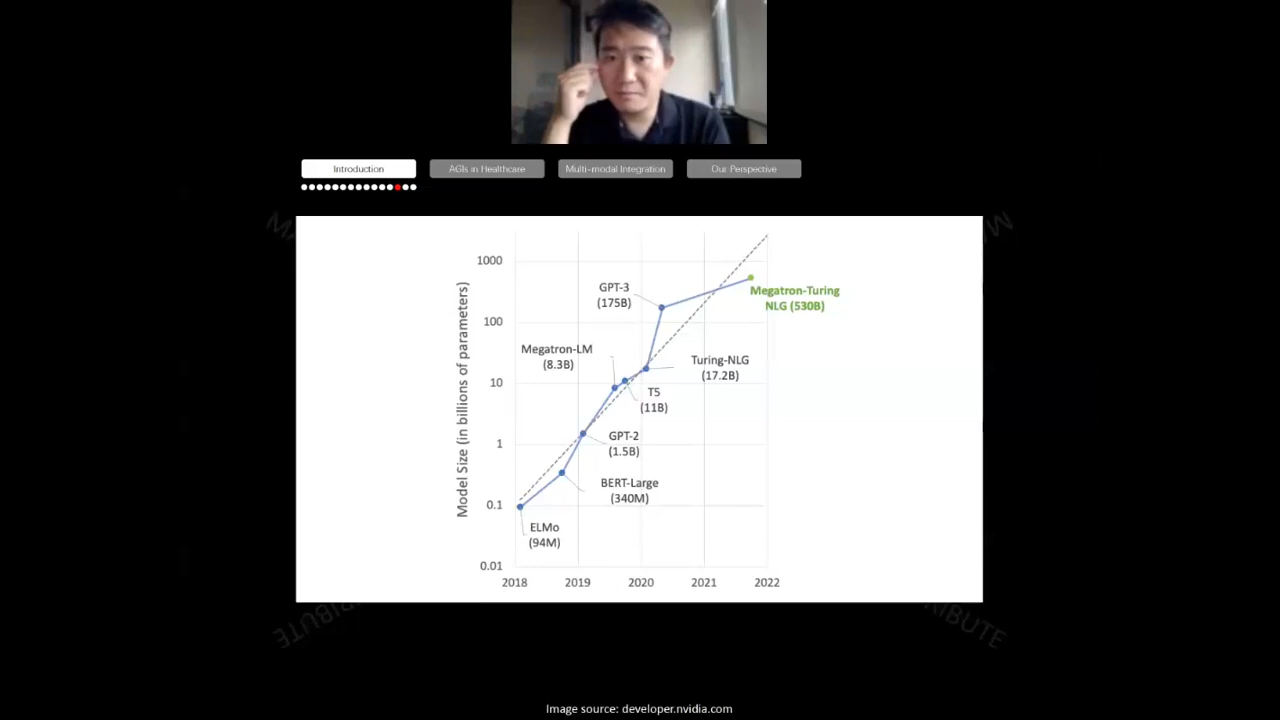 Introduction
AGIs in Healthcare
Multi-modal Integration
Our Perspective
Model Size (in billions of parameters)
1000
100
10
1
0.1
0.01
2018
2019
2020
2021
2022
GPT-3
(175B)
Megatron-Turing
NLG (530B)
Megatron-LM
(8.3B)
Turing-NLG
(17.2B)
T5
(11B)
GPT-2
(1.5B)
BERT-Large
(340M)
ELMo
(94M)
Image source: developer.nvidia.com